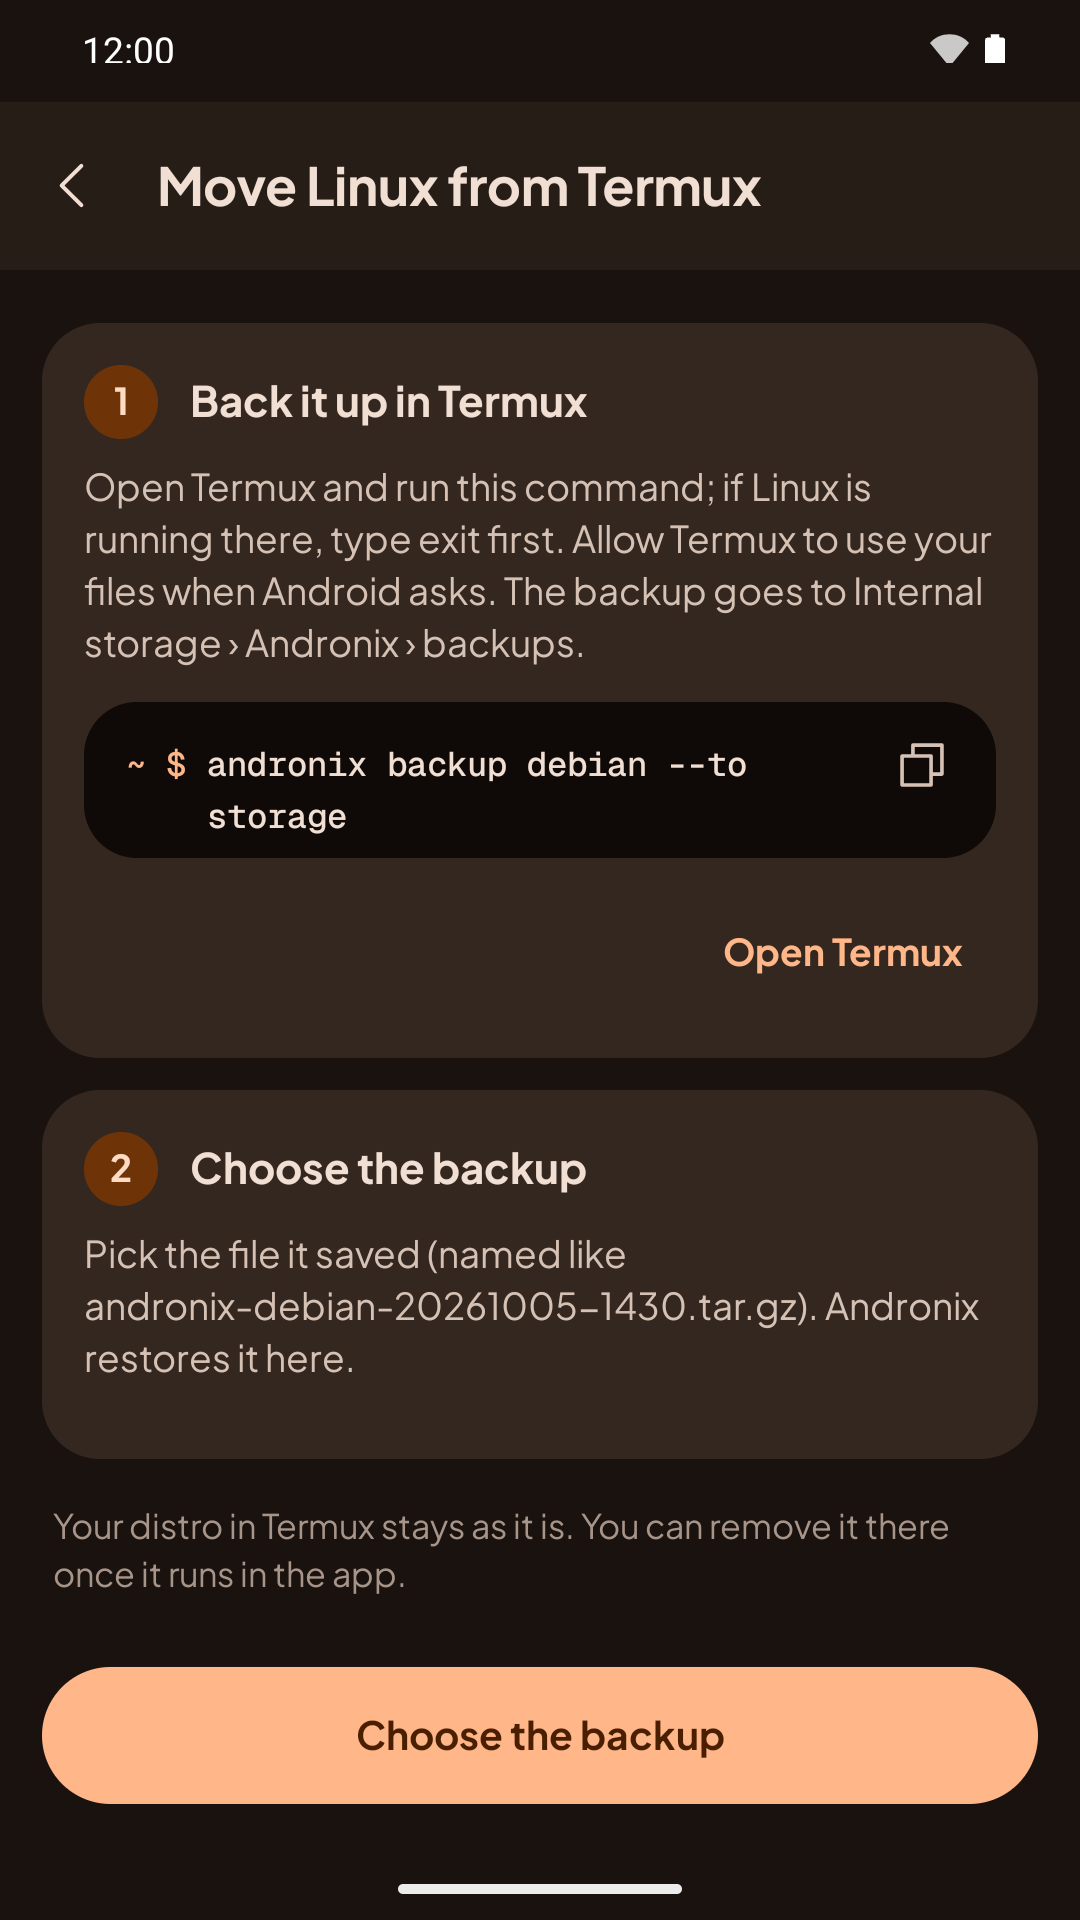 12:00
Move Linux from Termux
1 Back it up in Termux
Open Termux and run this command; if Linux is
running there, type exit first. Allow Termux to use your
files when Android asks. The backup goes to Internal
storage › Andronix › backups.
~ $ andronix backup debian --to
storage
Open Termux
2 Choose the backup
Pick the file it saved (named like
andronix-debian-20261005-1430.tar.gz). Andronix
restores it here.
Your distro in Termux stays as it is. You can remove it there
once it runs in the app.
Choose the backup